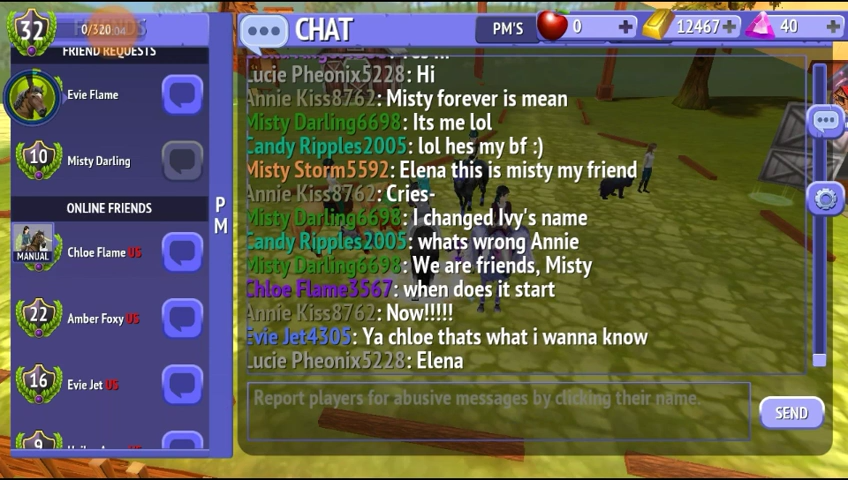 32
0/320:04
CHAT
PM'S
0
12467
40
FRIEND REQUESTS
Evie Flame
10
Misty Darling
ONLINE FRIENDS
MANUAL
Chloe Flame US
22
Amber Foxy US
16
Evie Jet US
9
PM
Lucie Pheonix5228: Hi
Annie Kiss8762: Misty forever is mean
Misty Darling6698: Its me lol
Candy Ripples2005: lol hes my bf :)
Misty Storm5592: Elena this is misty my friend
Annie Kiss8762: Cries-
Misty Darling6698: I changed Ivy's name
Candy Ripples2005: whats wrong Annie
Misty Darling6698: We are friends, Misty
Chloe Flame3567: when does it start
Annie Kiss8762: Now!!!!!
Evie Jet4305: Ya chloe thats what i wanna know
Lucie Pheonix5228: Elena
Report players for abusive messages by clicking their name.
SEND